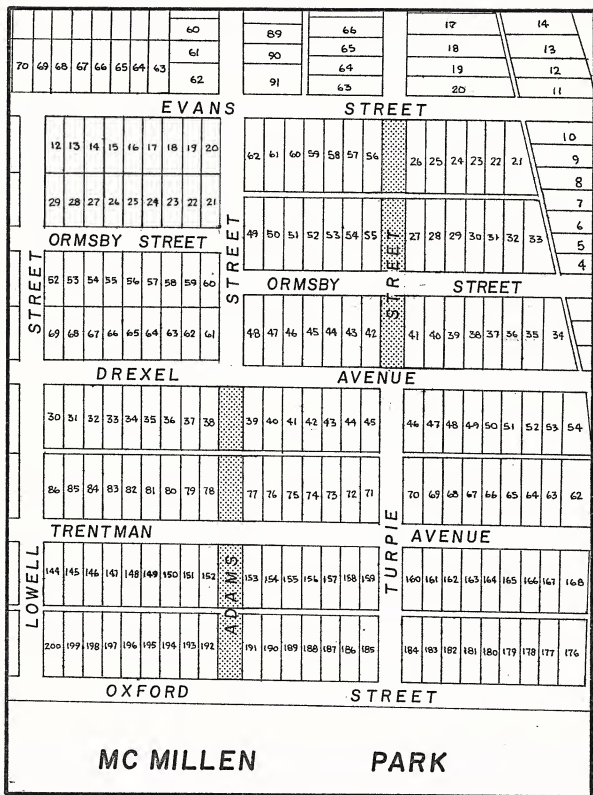 60 89 66 17 14
61 90 65 18 13
70 69 68 67 66 65 64 63 64 19 12
62 91 63 20 11
EVANS STREET
12 13 14 15 16 17 18 19 20 62 61 60 59 58 57 56 26 25 24 23 22 21 10
9
8
29 28 27 26 25 24 23 22 21 7
49 50 51 52 53 54 55 27 28 29 30 31 32 33 6
ORMSBY STREET 5
4
STREET
STREET
STREET
52 53 54 55 56 57 58 59 60 ORMSBY STREET
69 68 67 66 65 64 63 62 61 48 47 46 45 44 43 42 41 40 39 38 37 36 35 34
DREXEL AVENUE
30 31 32 33 34 35 36 37 38 39 40 41 42 43 44 45 46 47 48 49 50 51 52 53 54
86 85 84 83 82 81 80 79 78 77 76 75 74 73 72 71 70 69 68 67 66 65 64 63 62
TRENTMAN AVENUE
LOWELL
ADAMS
TURPIE
144 145 146 147 148 149 150 151 152 153 154 155 156 157 158 159 160 161 162 163 164 165 166 167 168
200 199 198 197 196 195 194 193 192 191 190 189 188 187 186 185 184 183 182 181 180 179 178 177 176
OXFORD STREET
MC MILLEN PARK